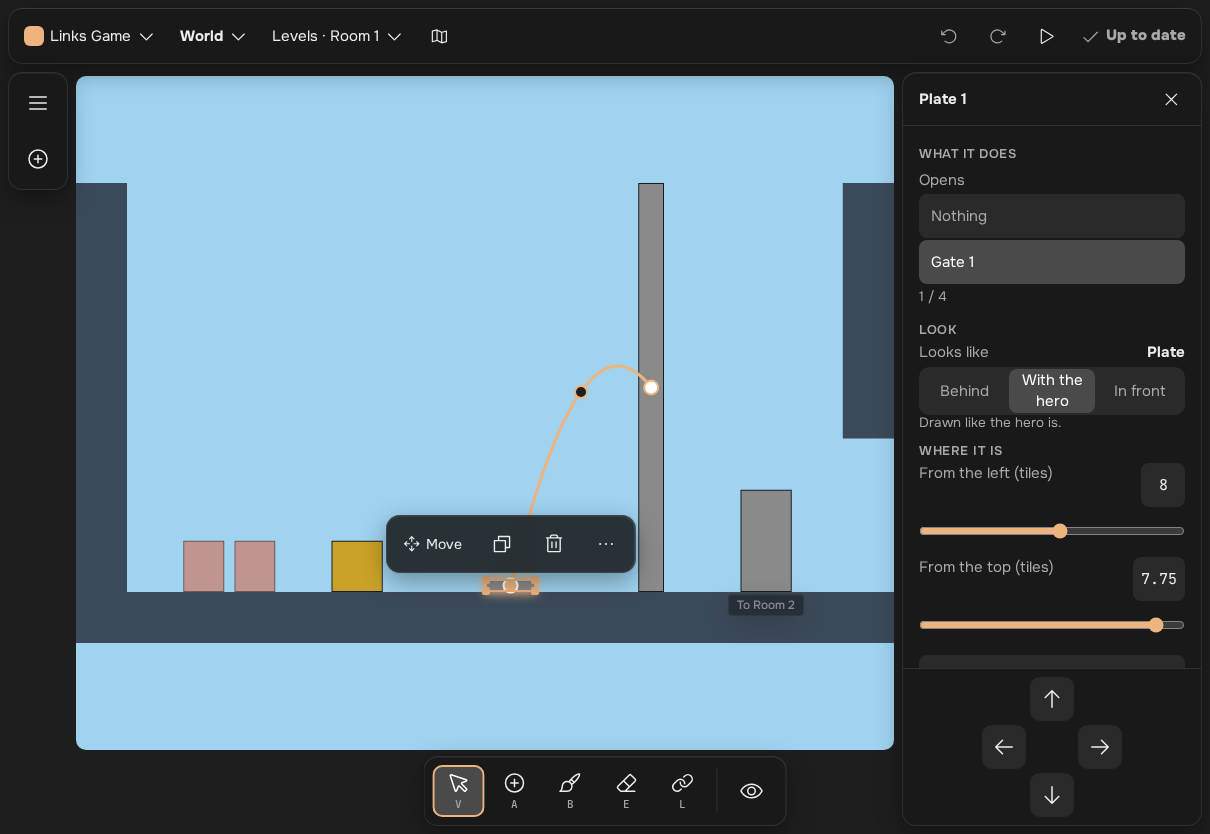 Links Game
World
Levels · Room 1
Up to date
Plate 1
WHAT IT DOES
Opens
Nothing
Gate 1
1 / 4
LOOK
Looks like
Plate
Behind
With the
hero
In front
Drawn like the hero is.
WHERE IT IS
From the left (tiles)
8
From the top (tiles)
7.75
Move
To Room 2
V
A
B
E
L